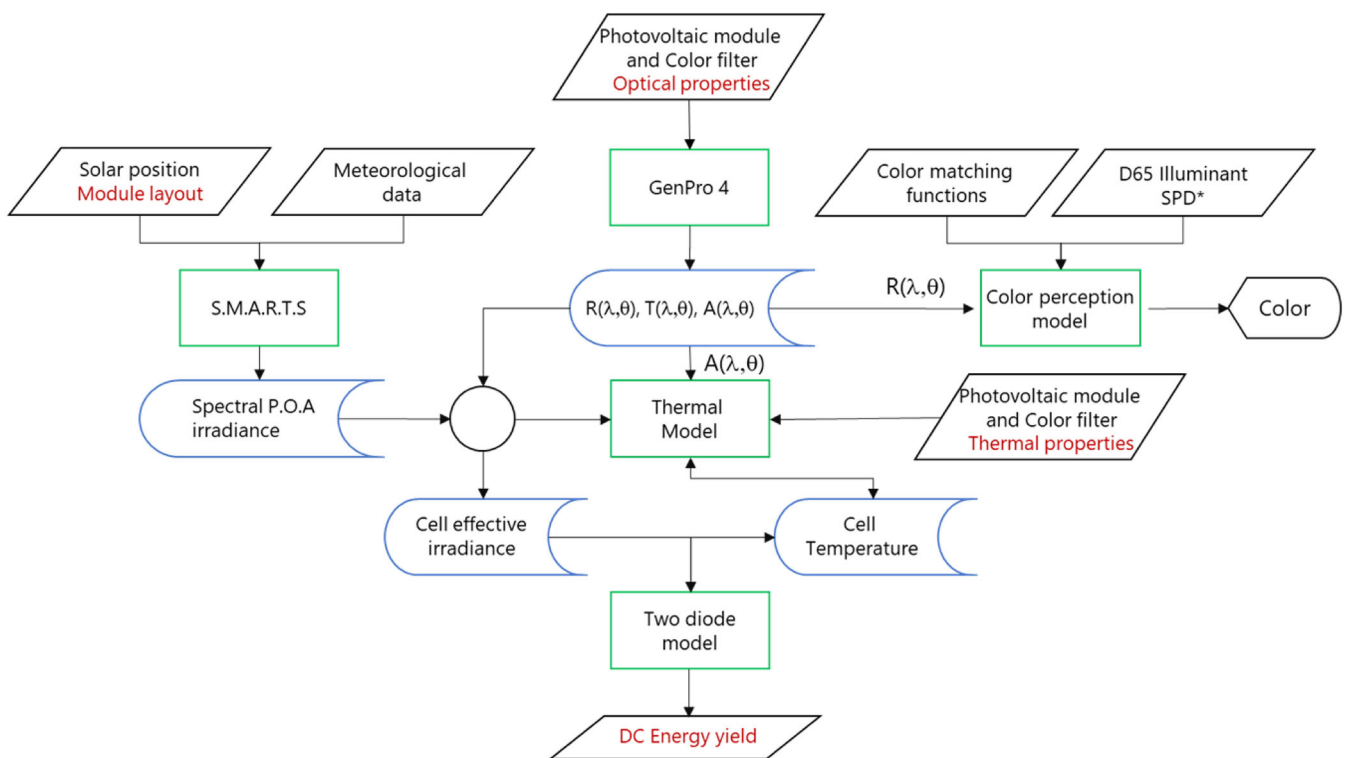 Photovoltaic module
and Color filter
Optical properties
Solar position
Module layout
Meteorological
data
GenPro 4
Color matching
functions
D65 Illuminant
SPD*
S.M.A.R.T.S
R(λ,θ), T(λ,θ), A(λ,θ)
R(λ,θ)
Color perception
model
Color
A(λ,θ)
Spectral P.O.A
irradiance
Thermal
Model
Photovoltaic module
and Color filter
Thermal properties
Cell effective
irradiance
Cell
Temperature
Two diode
model
DC Energy yield